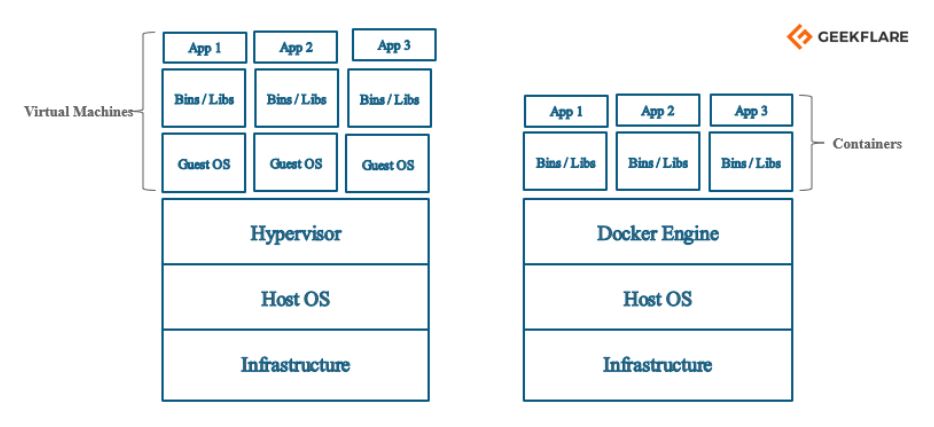 GEEKFLARE
Virtual Machines
App 1
App 2
App 3
Bins / Libs
Bins / Libs
Bins / Libs
Guest OS
Guest OS
Guest OS
Hypervisor
Host OS
Infrastructure
App 1
App 2
App 3
Bins / Libs
Bins / Libs
Bins / Libs
Containers
Docker Engine
Host OS
Infrastructure